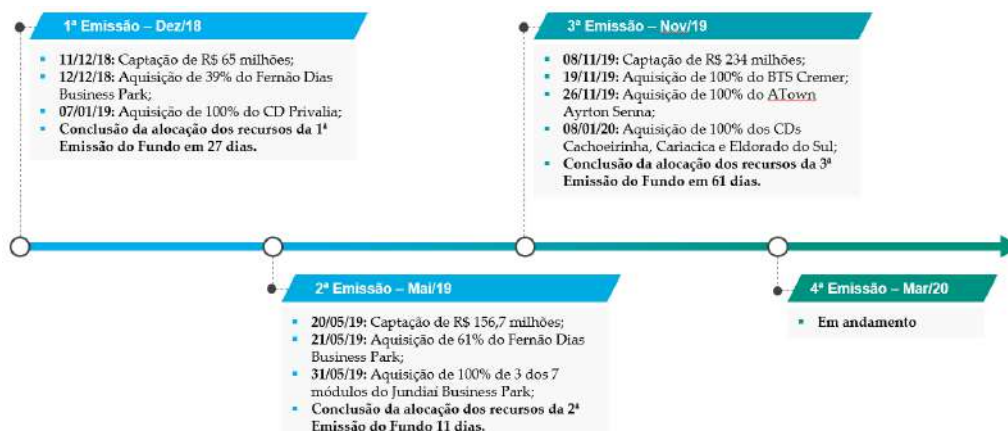 1ª Emissão – Dez/18
11/12/18: Captação de R$ 65 milhões;
12/12/18: Aquisição de 39% do Fernão Dias
Business Park;
07/01/19: Aquisição de 100% do CD Privalia;
Conclusão da alocação dos recursos da 1ª
Emissão do Fundo em 27 dias.
3ª Emissão – Nov/19
08/11/19: Captação de R$ 234 milhões;
19/11/19: Aquisição de 100% do BTS Cremer;
26/11/19: Aquisição de 100% do ATown
Ayrton Senna;
08/01/20: Aquisição de 100% dos CDs
Cachoeirinha, Cariacica e Eldorado do Sul;
Conclusão da alocação dos recursos da 3ª
Emissão do Fundo em 61 dias.
2ª Emissão – Mai/19
20/05/19: Captação de R$ 156,7 milhões;
21/05/19: Aquisição de 61% do Fernão Dias
Business Park;
31/05/19: Aquisição de 100% de 3 dos 7
módulos do Jundiaí Business Park;
Conclusão da alocação dos recursos da 2ª
Emissão do Fundo 11 dias.
4ª Emissão – Mar/20
Em andamento